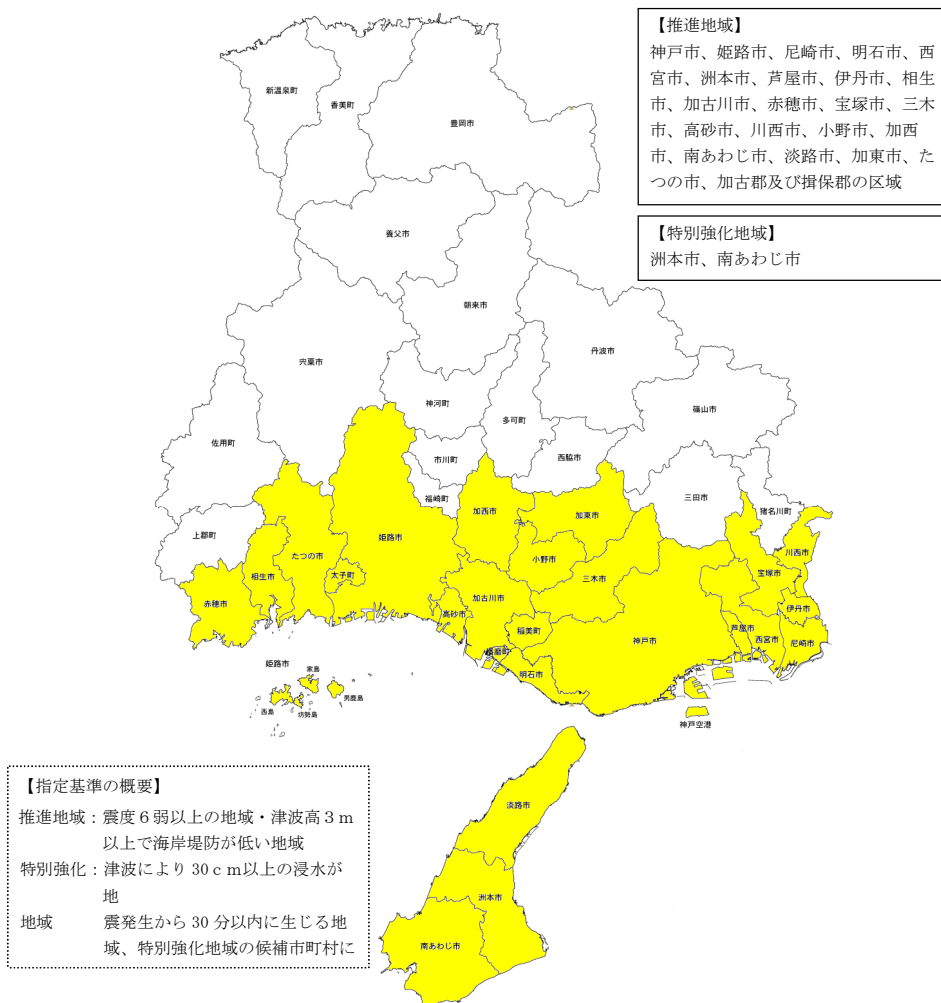 【推進地域】
神戸市、姫路市、尼崎市、明石市、西
宮市、洲本市、芦屋市、伊丹市、相生
市、加古川市、赤穂市、宝塚市、三木
市、高砂市、川西市、小野市、加西
市、南あわじ市、淡路市、加東市、た
つの市、加古郡及び揖保郡の区域
【特別強化地域】
洲本市、南あわじ市
新温泉町
香美町
豊岡市
養父市
朝来市
宍粟市
丹波市
神河町
多可町
篠山市
佐用町
市川町
西脇市
三田市
福崎町
猪名川町
上郡町
加西市
加東市
姫路市
たつの市
相生市
太子町
赤穂市
小野市
三木市
川西市
宝塚市
伊丹市
加古川市
高砂市
稲美町
播磨町
明石市
神戸市
芦屋市
西宮市
尼崎市
姫路市
家島
西島
坊勢島
男鹿島
神戸空港
淡路市
洲本市
南あわじ市
【指定基準の概要】
推進地域：震度６弱以上の地域・津波高３ｍ
以上で海岸堤防が低い地域
特別強化：津波により 30ｃｍ以上の浸水が
地
地域 震発生から 30 分以内に生じる地
域、特別強化地域の候補市町村に